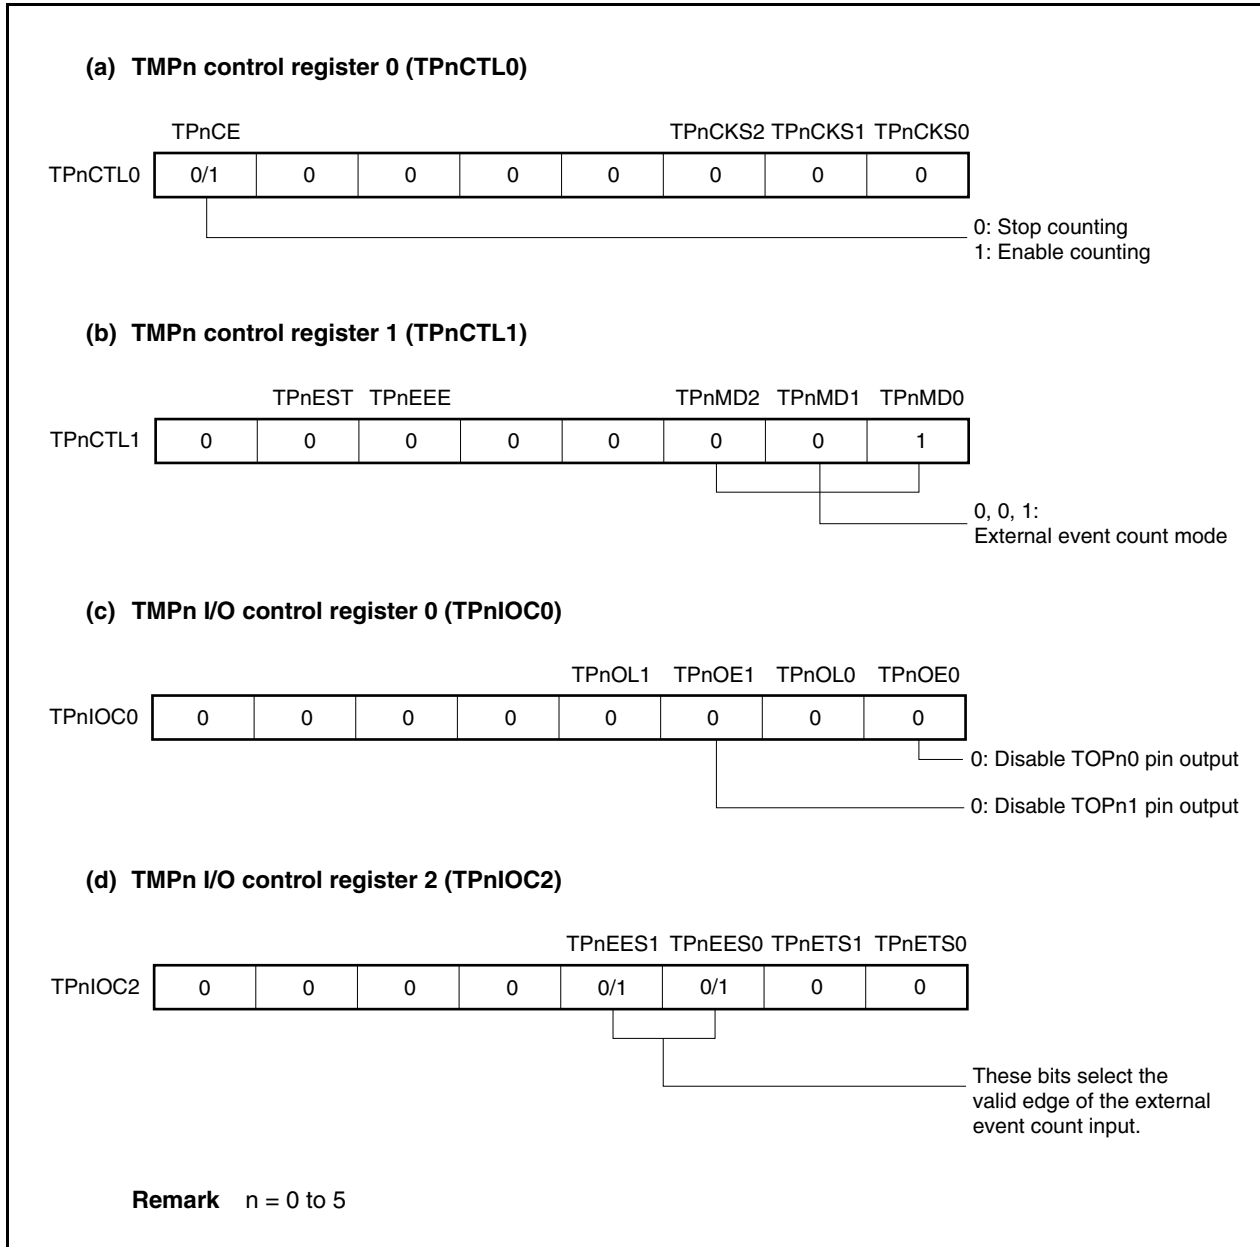 (a) TMPn control register 0 (TPnCTL0)
TPnCE TPnCKS2 TPnCKS1 TPnCKS0
TPnCTL0 0/1 0 0 0 0 0 0 0
0: Stop counting
1: Enable counting
(b) TMPn control register 1 (TPnCTL1)
TPnEST TPnEEE TPnMD2 TPnMD1 TPnMD0
TPnCTL1 0 0 0 0 0 0 0 1
0, 0, 1:
External event count mode
(c) TMPn I/O control register 0 (TPnIOC0)
TPnOL1 TPnOE1 TPnOL0 TPnOE0
TPnIOC0 0 0 0 0 0 0 0 0
0: Disable TOPn0 pin output
0: Disable TOPn1 pin output
(d) TMPn I/O control register 2 (TPnIOC2)
TPnEES1 TPnEES0 TPnETS1 TPnETS0
TPnIOC2 0 0 0 0 0/1 0/1 0 0
These bits select the
valid edge of the external
event count input.
Remark n = 0 to 5